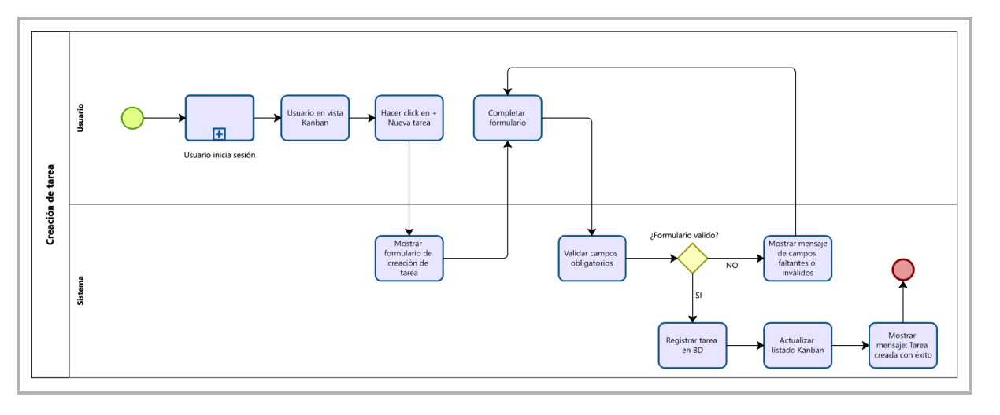 Creación de tarea
Usuario
Usuario inicia sesión
Usuario en vista
Kanban
Hacer click en +
Nueva tarea
Completar
formulario
Sistema
Mostrar
formulario de
creación de
tarea
Validar campos
obligatorios
¿Formulario valido?
NO
SI
Mostrar mensaje
de campos
faltantes o
inválidos
Registrar tarea
en BD
Actualizar
listado Kanban
Mostrar
mensaje: Tarea
creada con éxito